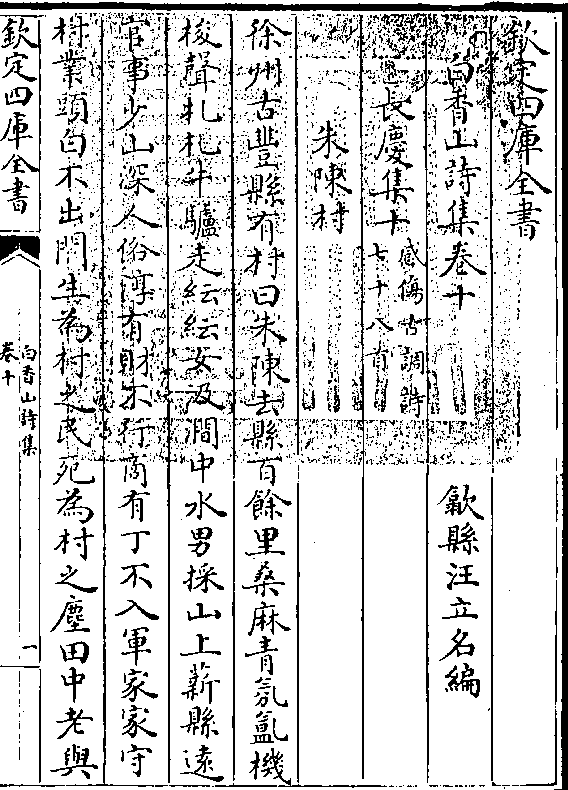 欽定四庫全書
白香山詩集卷十
歙縣汪立名編
長慶集十
感傷古調詩
七十八首
朱陳村
徐州古豐縣有村曰朱陳去縣百餘里桑麻青氛氲機
梭聲札札牛驢走紜紜女汲澗中水男採山上薪縣遠
官事少山深人俗淳有財不行商有丁不入軍家家守
村業頭白不出門生為村之民死為村之塵田中老與
欽定四庫全書
白香山詩集
卷十
一